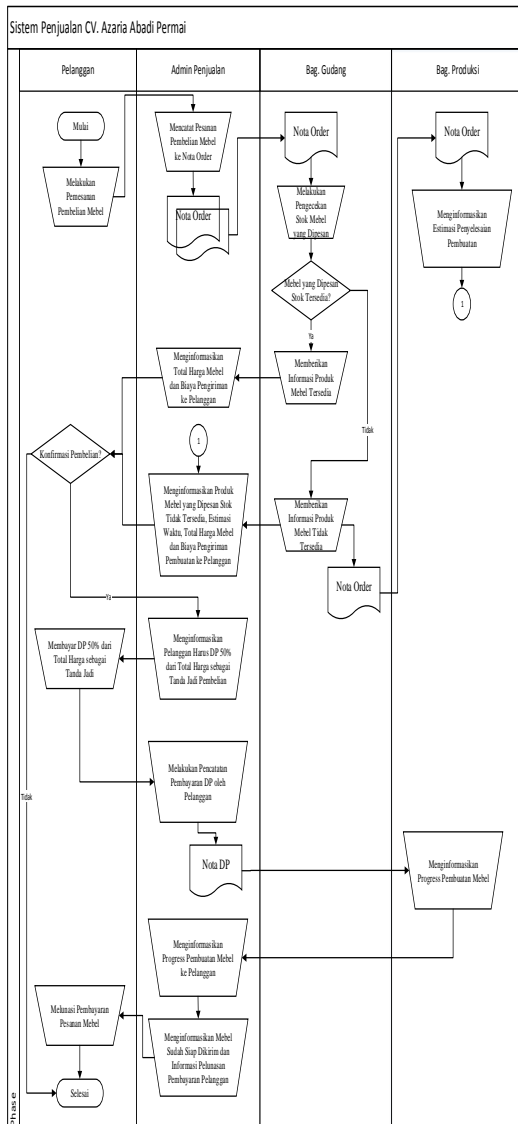 Sistem Penjualan CV. Azaria Abadi Permai
Pelanggan
Admin Penjualan
Bag. Gudang
Bag. Produksi
Mulai
Melakukan
Pemesanan
Pembelian Mebel
Mencatat Pesanan
Pembelian Mebel
ke Nota Order
Nota Order
Nota Order
Melakukan
Pengecekan
Stok Mebel
yang Dipesan
Mebel yang Dipesan
Stok Tersedia?
Ya
Tidak
Nota Order
Menginformasikan
Estimasi Penyelesaian
Pembuatan
1
Memberikan
Informasi Produk
Mebel Tersedia
Menginformasikan
Total Harga Mebel
dan Biaya Pengiriman
ke Pelanggan
Konfirmasi Pembelian?
1
Menginformasikan Produk
Mebel yang Dipesan Stok
Tidak Tersedia, Estimasi
Waktu, Total Harga Mebel
dan Biaya Pengiriman
Pembuatan ke Pelanggan
Memberikan
Informasi Produk
Mebel Tidak
Tersedia
Nota Order
Ya
Tidak
Menginformasikan
Pelanggan Harus DP 50%
dari Total Harga sebagai
Tanda Jadi Pembelian
Membayar DP 50% dari
Total Harga sebagai
Tanda Jadi
Melakukan Pencatatan
Pembayaran DP oleh
Pelanggan
Nota DP
Menginformasikan
Progress Pembuatan Mebel
Menginformasikan
Progress Pembuatan Mebel
ke Pelanggan
Menginformasikan Mebel
Sudah Siap Dikirim dan
Informasi Pelunasan
Pembayaran Pelanggan
Melunasi Pembayaran
Pesanan Mebel
Selesai
Phase